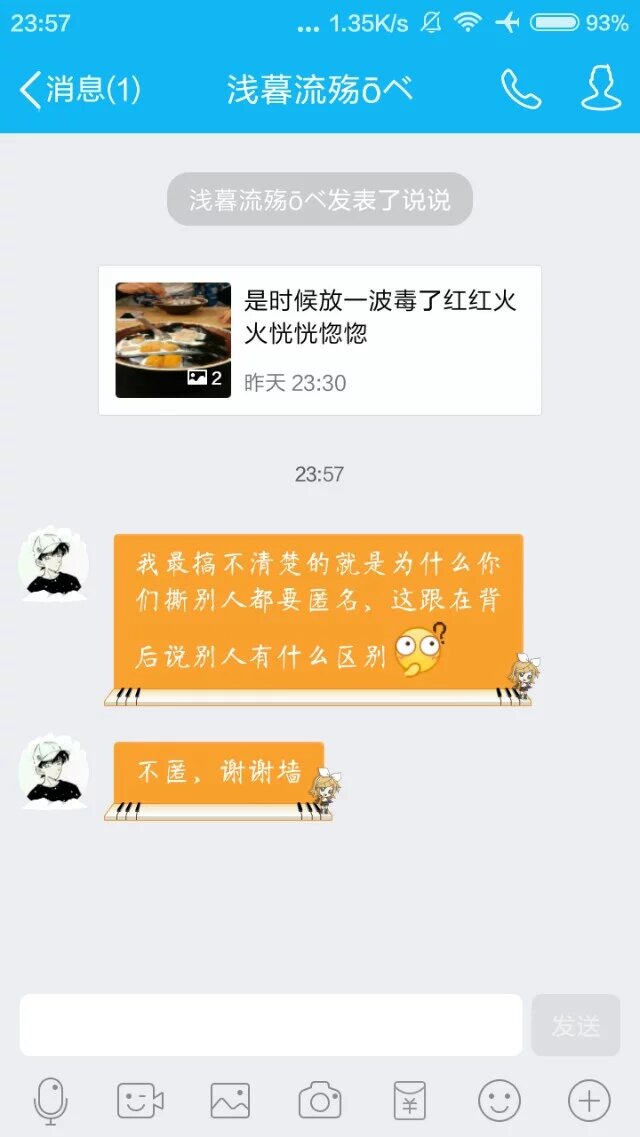 23:57 ... 1.35K/s 93%
消息(1) 浅暮流殇ōべ
浅暮流殇ōべ发表了说说
是时候放一波毒了红红火
火恍恍惚惚
2
昨天 23:30
23:57
我最搞不清楚的就是为什么你
们撕别人都要匿名，这跟在背
后说别人有什么区别
不匿，谢谢墙
发送